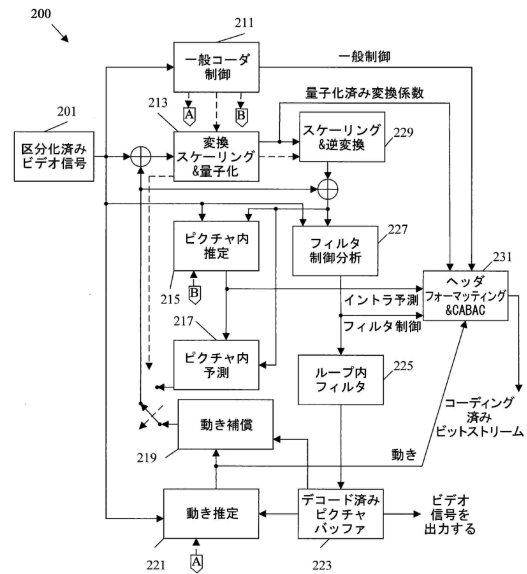 200
211
一般コーダ
制御
一般制御
A
B
量子化済み変換係数
201
区分化済み
ビデオ信号
213
変換
スケーリング
&量子化
スケーリング
&逆変換
229
ピクチャ内
推定
215
B
フィルタ
制御分析
227
231
ヘッダ
フォーマッティング
&CABAC
イントラ予測
フィルタ制御
217
ピクチャ内
予測
ループ内
フィルタ
225
コーディング
済み
ビットストリーム
動き補償
219
動き
動き推定
221
A
デコード済み
ピクチャ
バッファ
223
ビデオ
信号を
出力する